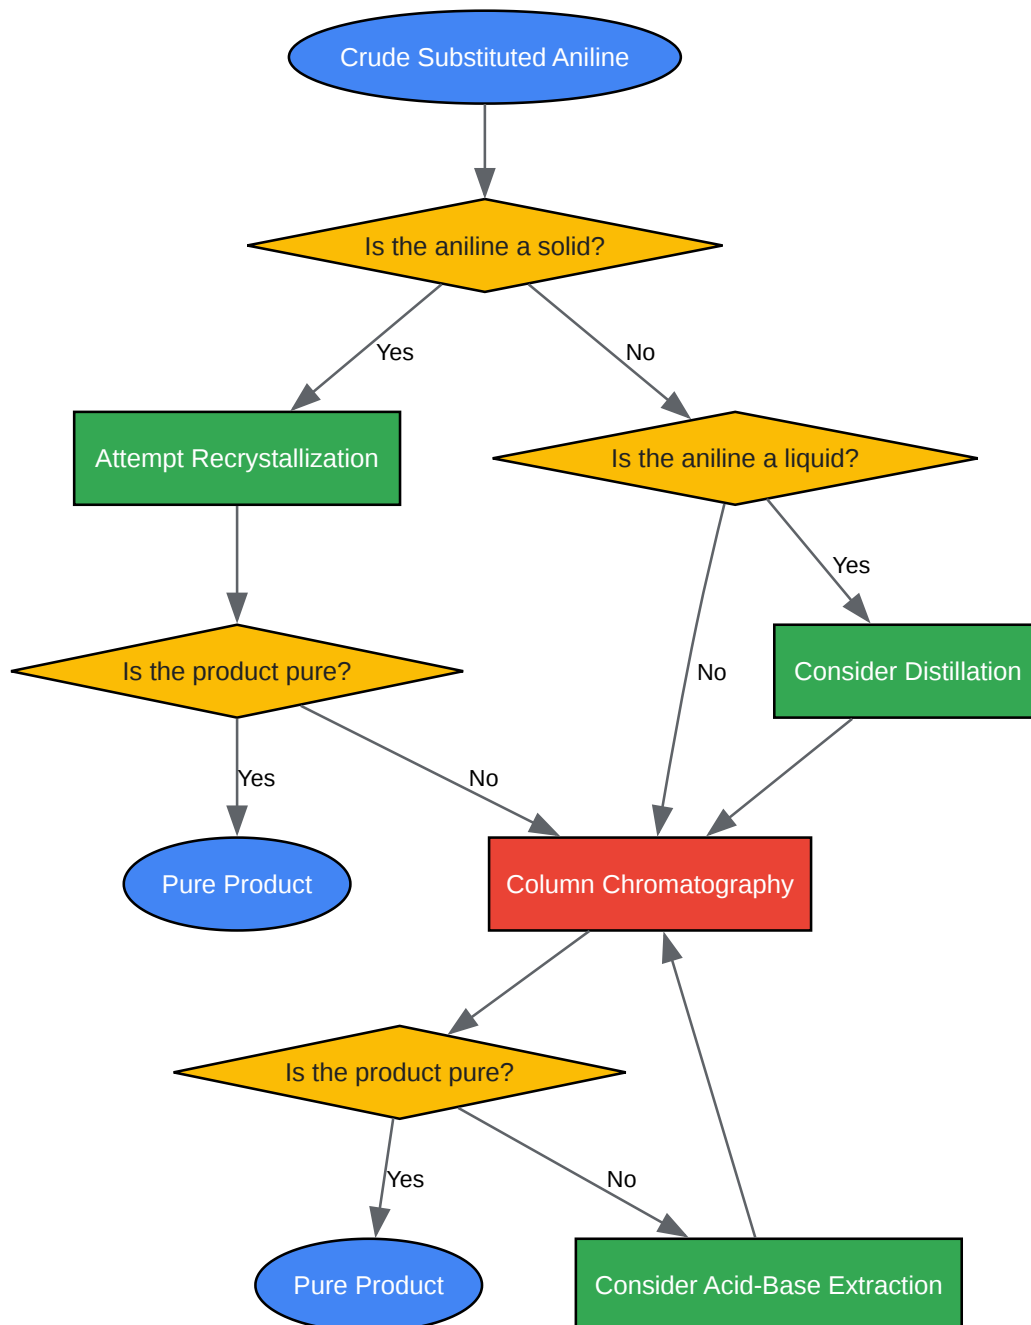 Crude Substituted Aniline
Is the aniline a solid?
Yes
No
Attempt Recrystallization
Is the aniline a liquid?
Yes
Is the product pure?
No
Consider Distillation
Yes
No
Pure Product
Column Chromatography
Is the product pure?
Yes
No
Pure Product
Consider Acid-Base Extraction